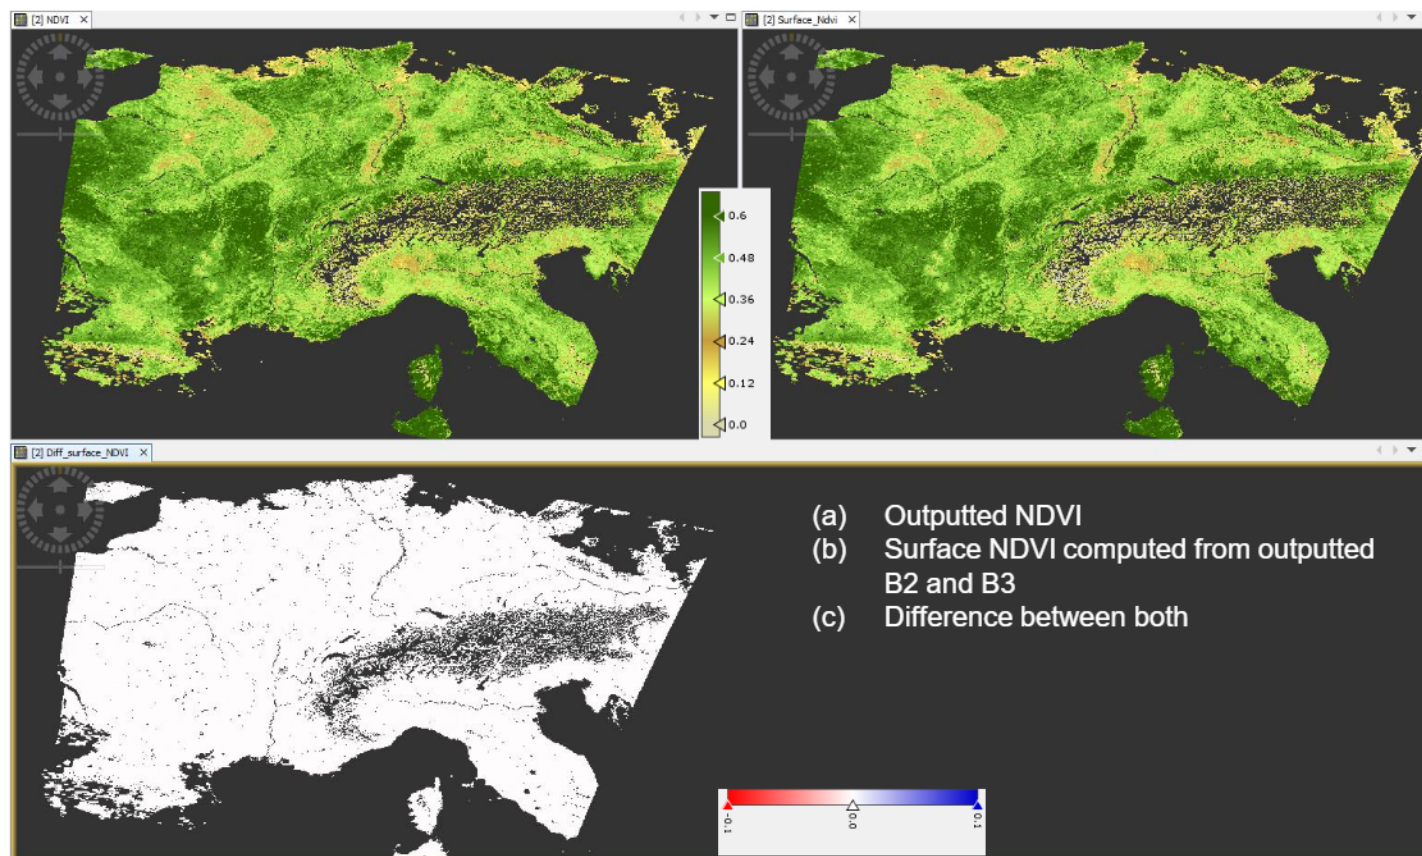 [2] NDVI
[2] Surface_Ndvi
0.6
0.48
0.36
0.24
0.12
0.0
[2] Diff_surface_NDVI
(a) Outputted NDVI
(b) Surface NDVI computed from outputted
B2 and B3
(c) Difference between both
-0.1
0.0
0.1